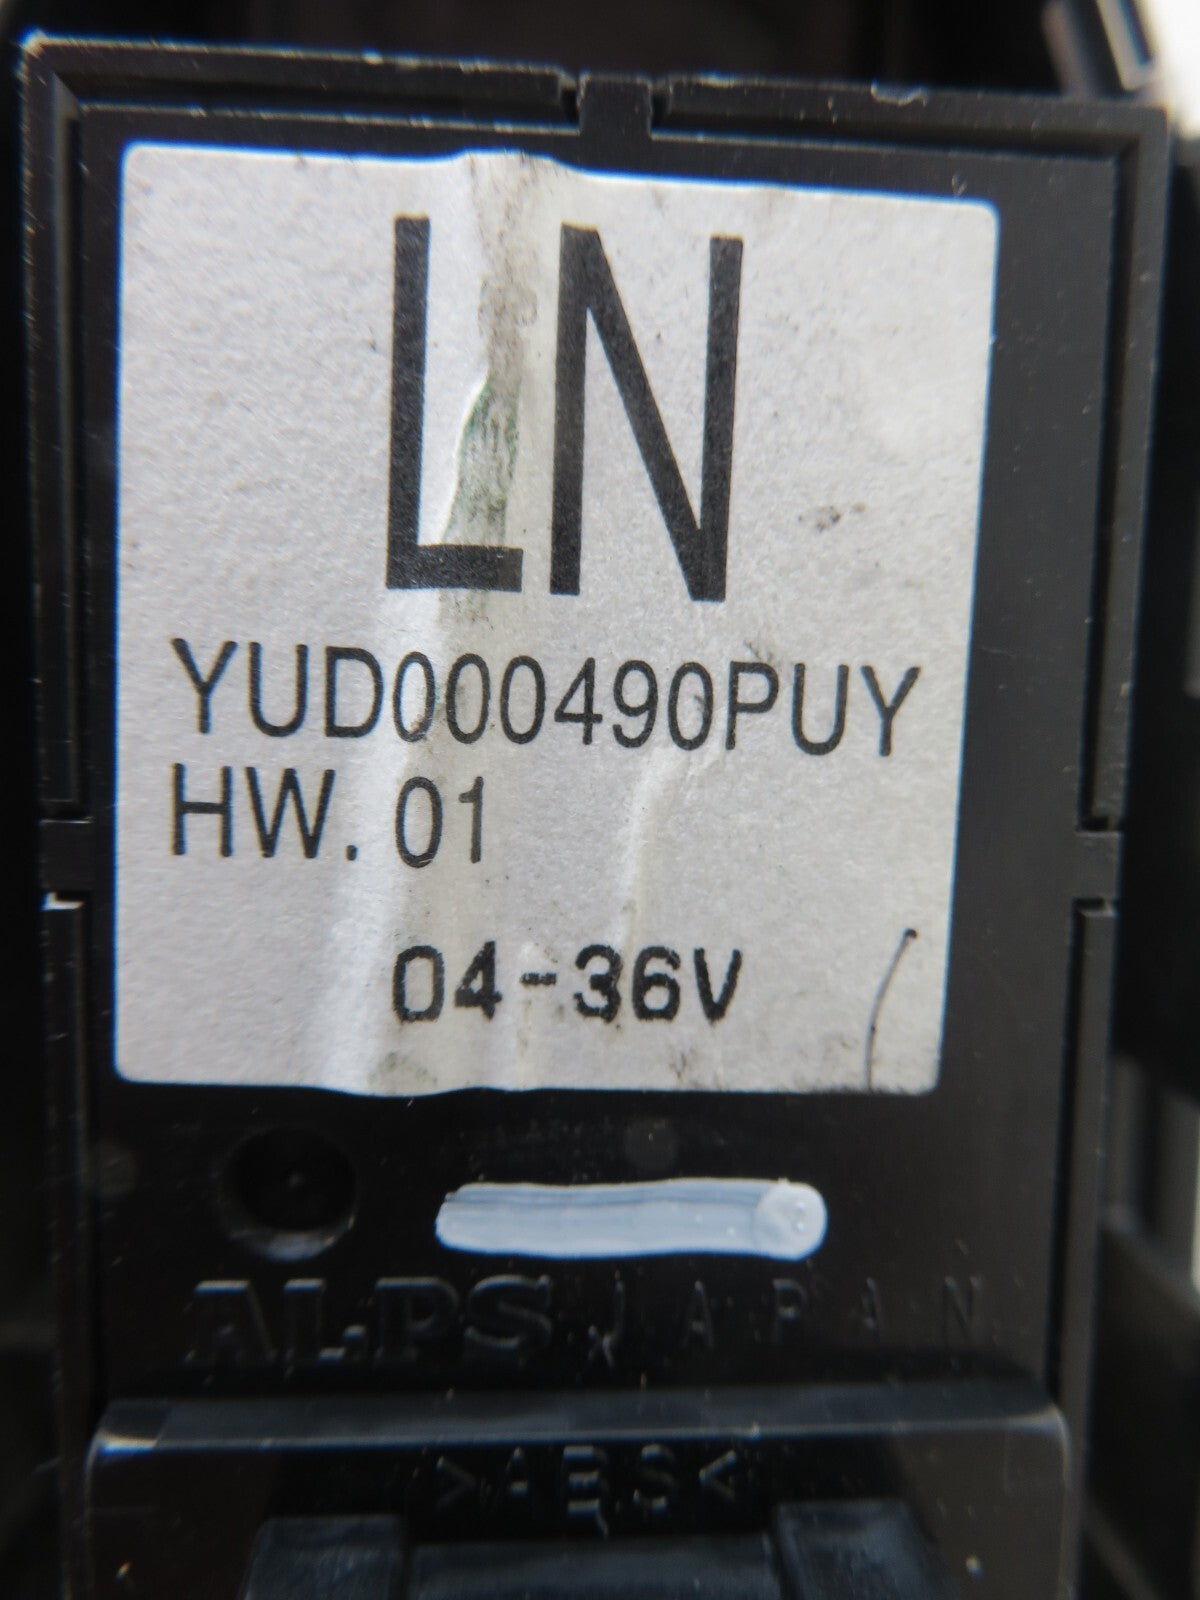 LN
YUD000490PUY
HW. 01
04-36V
ALPS JAPAN
>ABS<